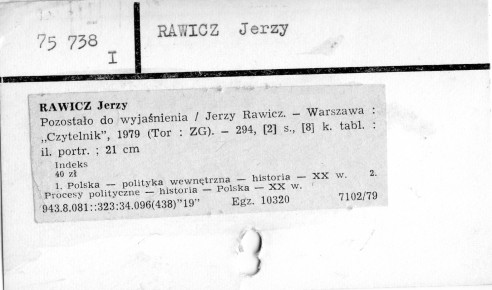 75 738
I
RAWICZ Jerzy
RAWICZ Jerzy
Pozostało do wyjaśnienia / Jerzy Rawicz. — Warszawa :
„Czytelnik”, 1979 (Tor : ZG). — 294, [2] s., [8] k. tabl. :
il. portr. ; 21 cm
Indeks
40 zł
1. Polska — polityka wewnętrzna — historia — XX w. 2.
Procesy polityczne — historia — Polska — XX w.
943.8.081::323:34.096(438)"19" Egz. 10320 7102/79